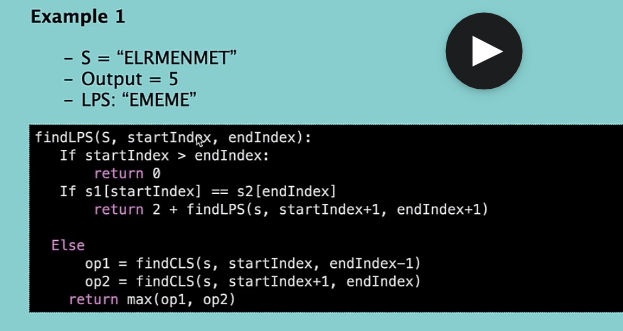 Example 1
– S = “ELRMENMET”
– Output = 5
– LPS: “EMEME”
findLPS(S, startIndex, endIndex):
If startIndex > endIndex:
return 0
If s1[startIndex] == s2[endIndex]
return 2 + findLPS(s, startIndex+1, endIndex+1)
Else
op1 = findCLS(s, startIndex, endIndex-1)
op2 = findCLS(s, startIndex+1, endIndex)
return max(op1, op2)